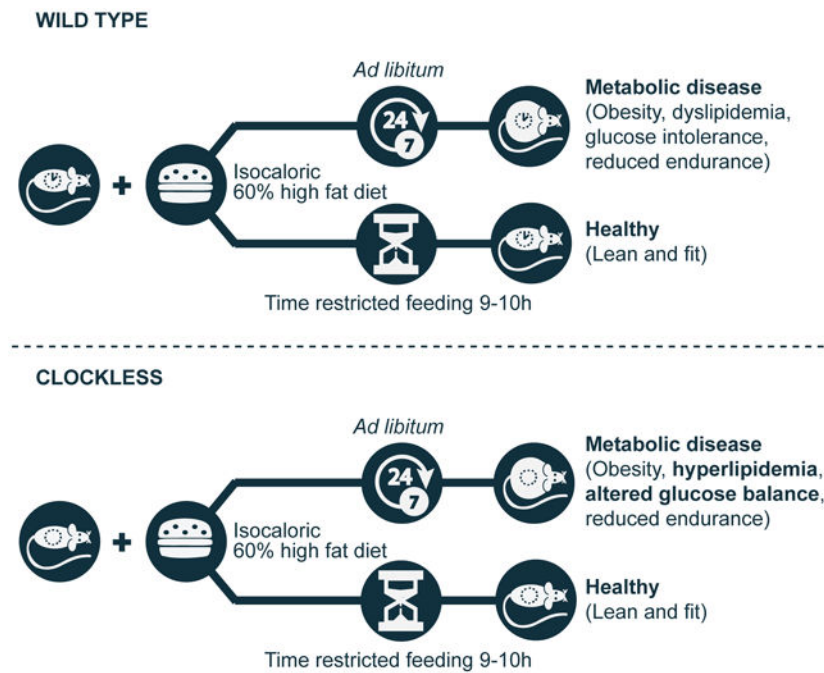 WILD TYPE
Ad libitum
24
7
Metabolic disease
(Obesity, dyslipidemia,
glucose intolerance,
reduced endurance)
+
Isocaloric
60% high fat diet
Healthy
(Lean and fit)
Time restricted feeding 9-10h
CLOCKLESS
Ad libitum
24
7
Metabolic disease
(Obesity, hyperlipidemia,
altered glucose balance,
reduced endurance)
+
Isocaloric
60% high fat diet
Healthy
(Lean and fit)
Time restricted feeding 9-10h